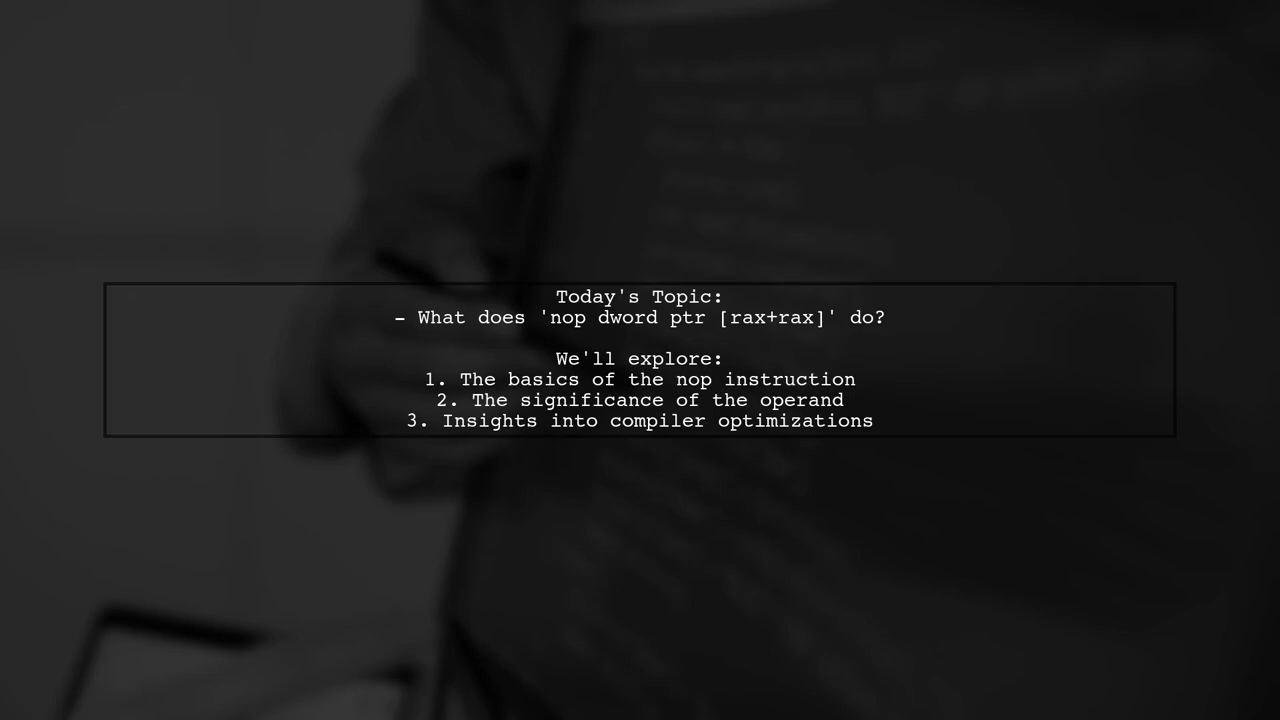 Today's Topic:
– What does 'nop dword ptr [rax+rax]' do?
We'll explore:
1. The basics of the nop instruction
2. The significance of the operand
3. Insights into compiler optimizations